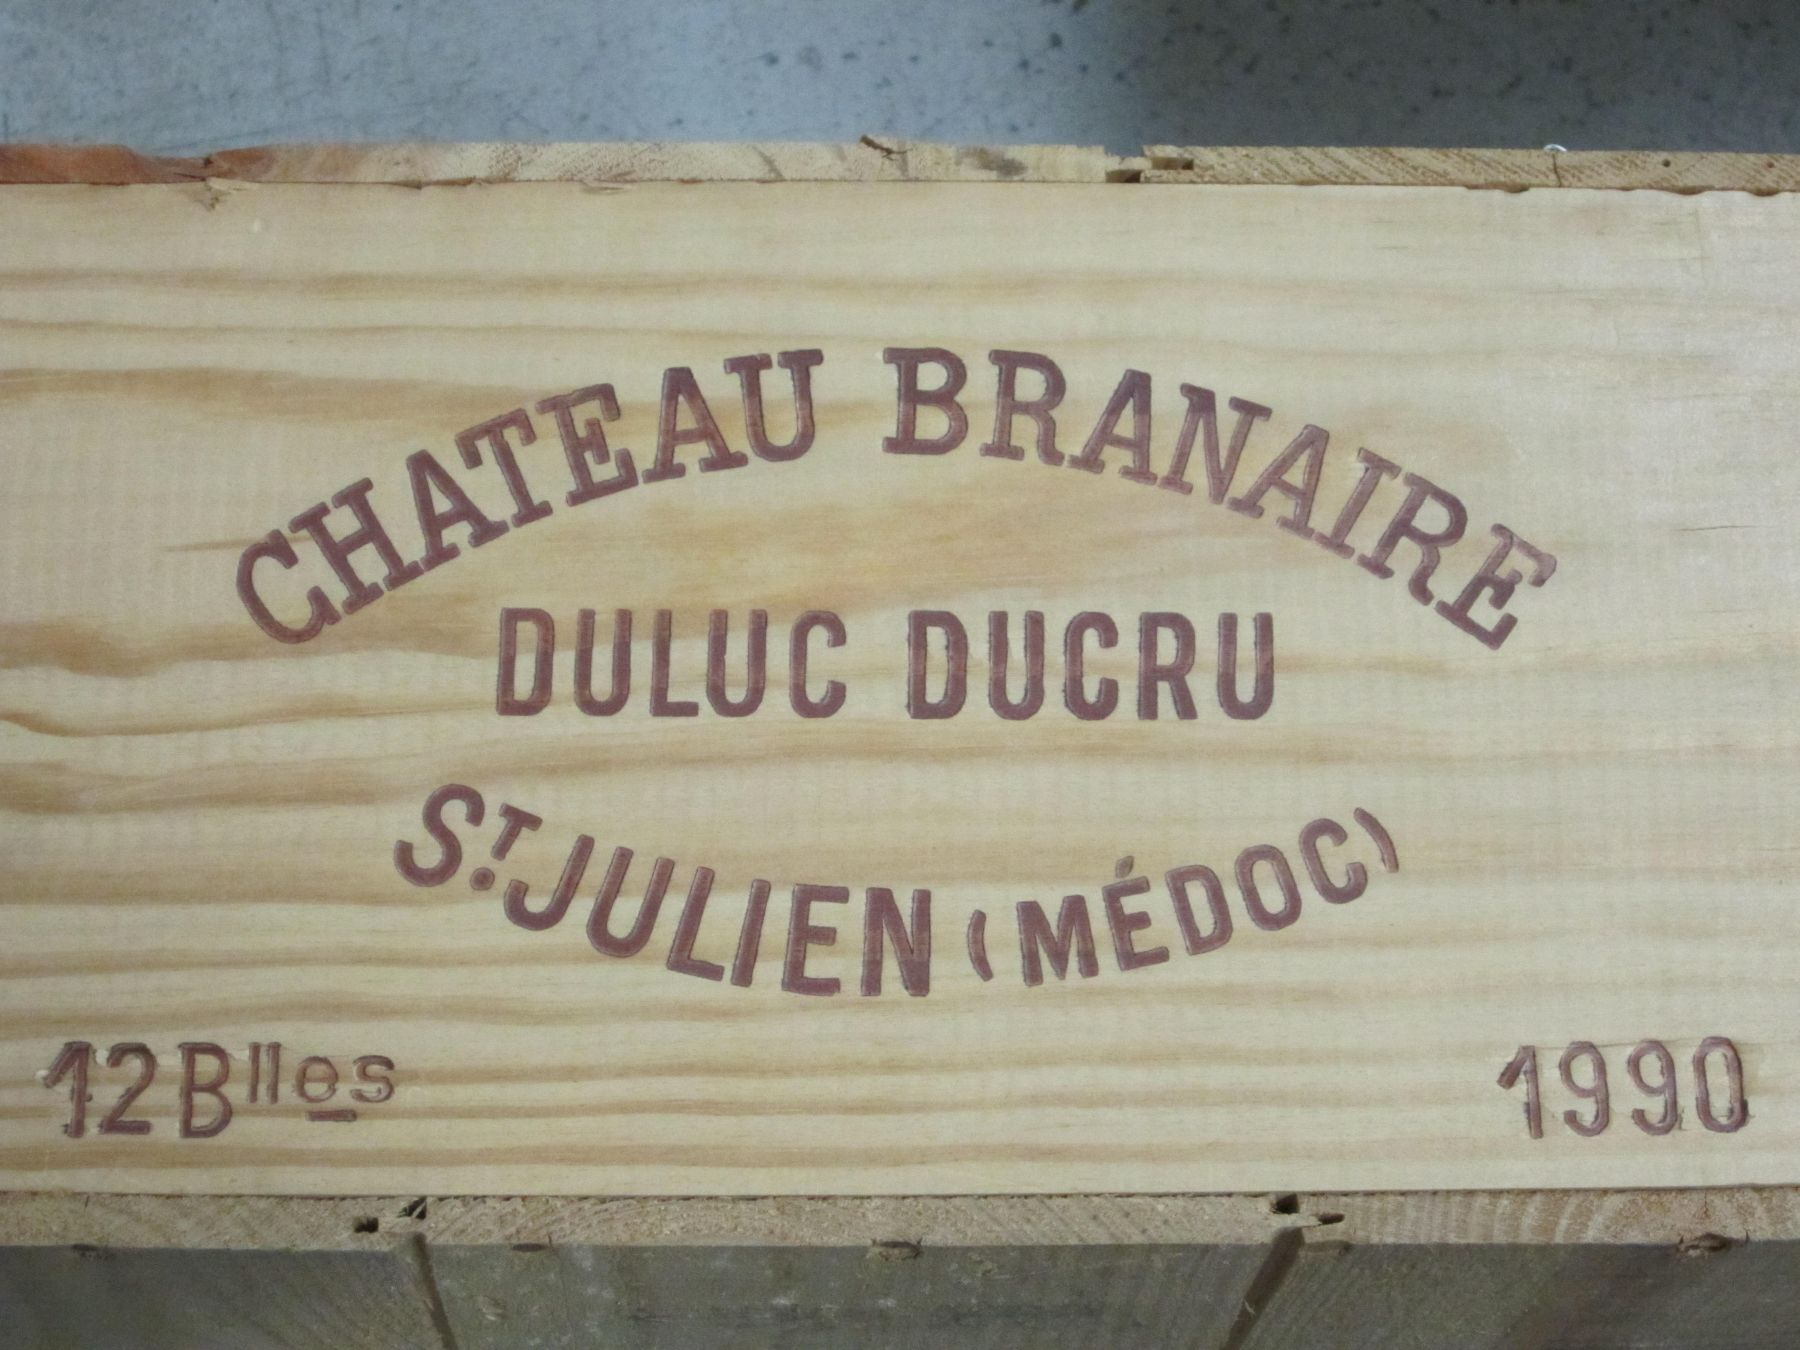 CHATEAU BRANAIRE
DULUC DUCRU
ST. JULIEN (MÉDOC)
12 Blles 1990